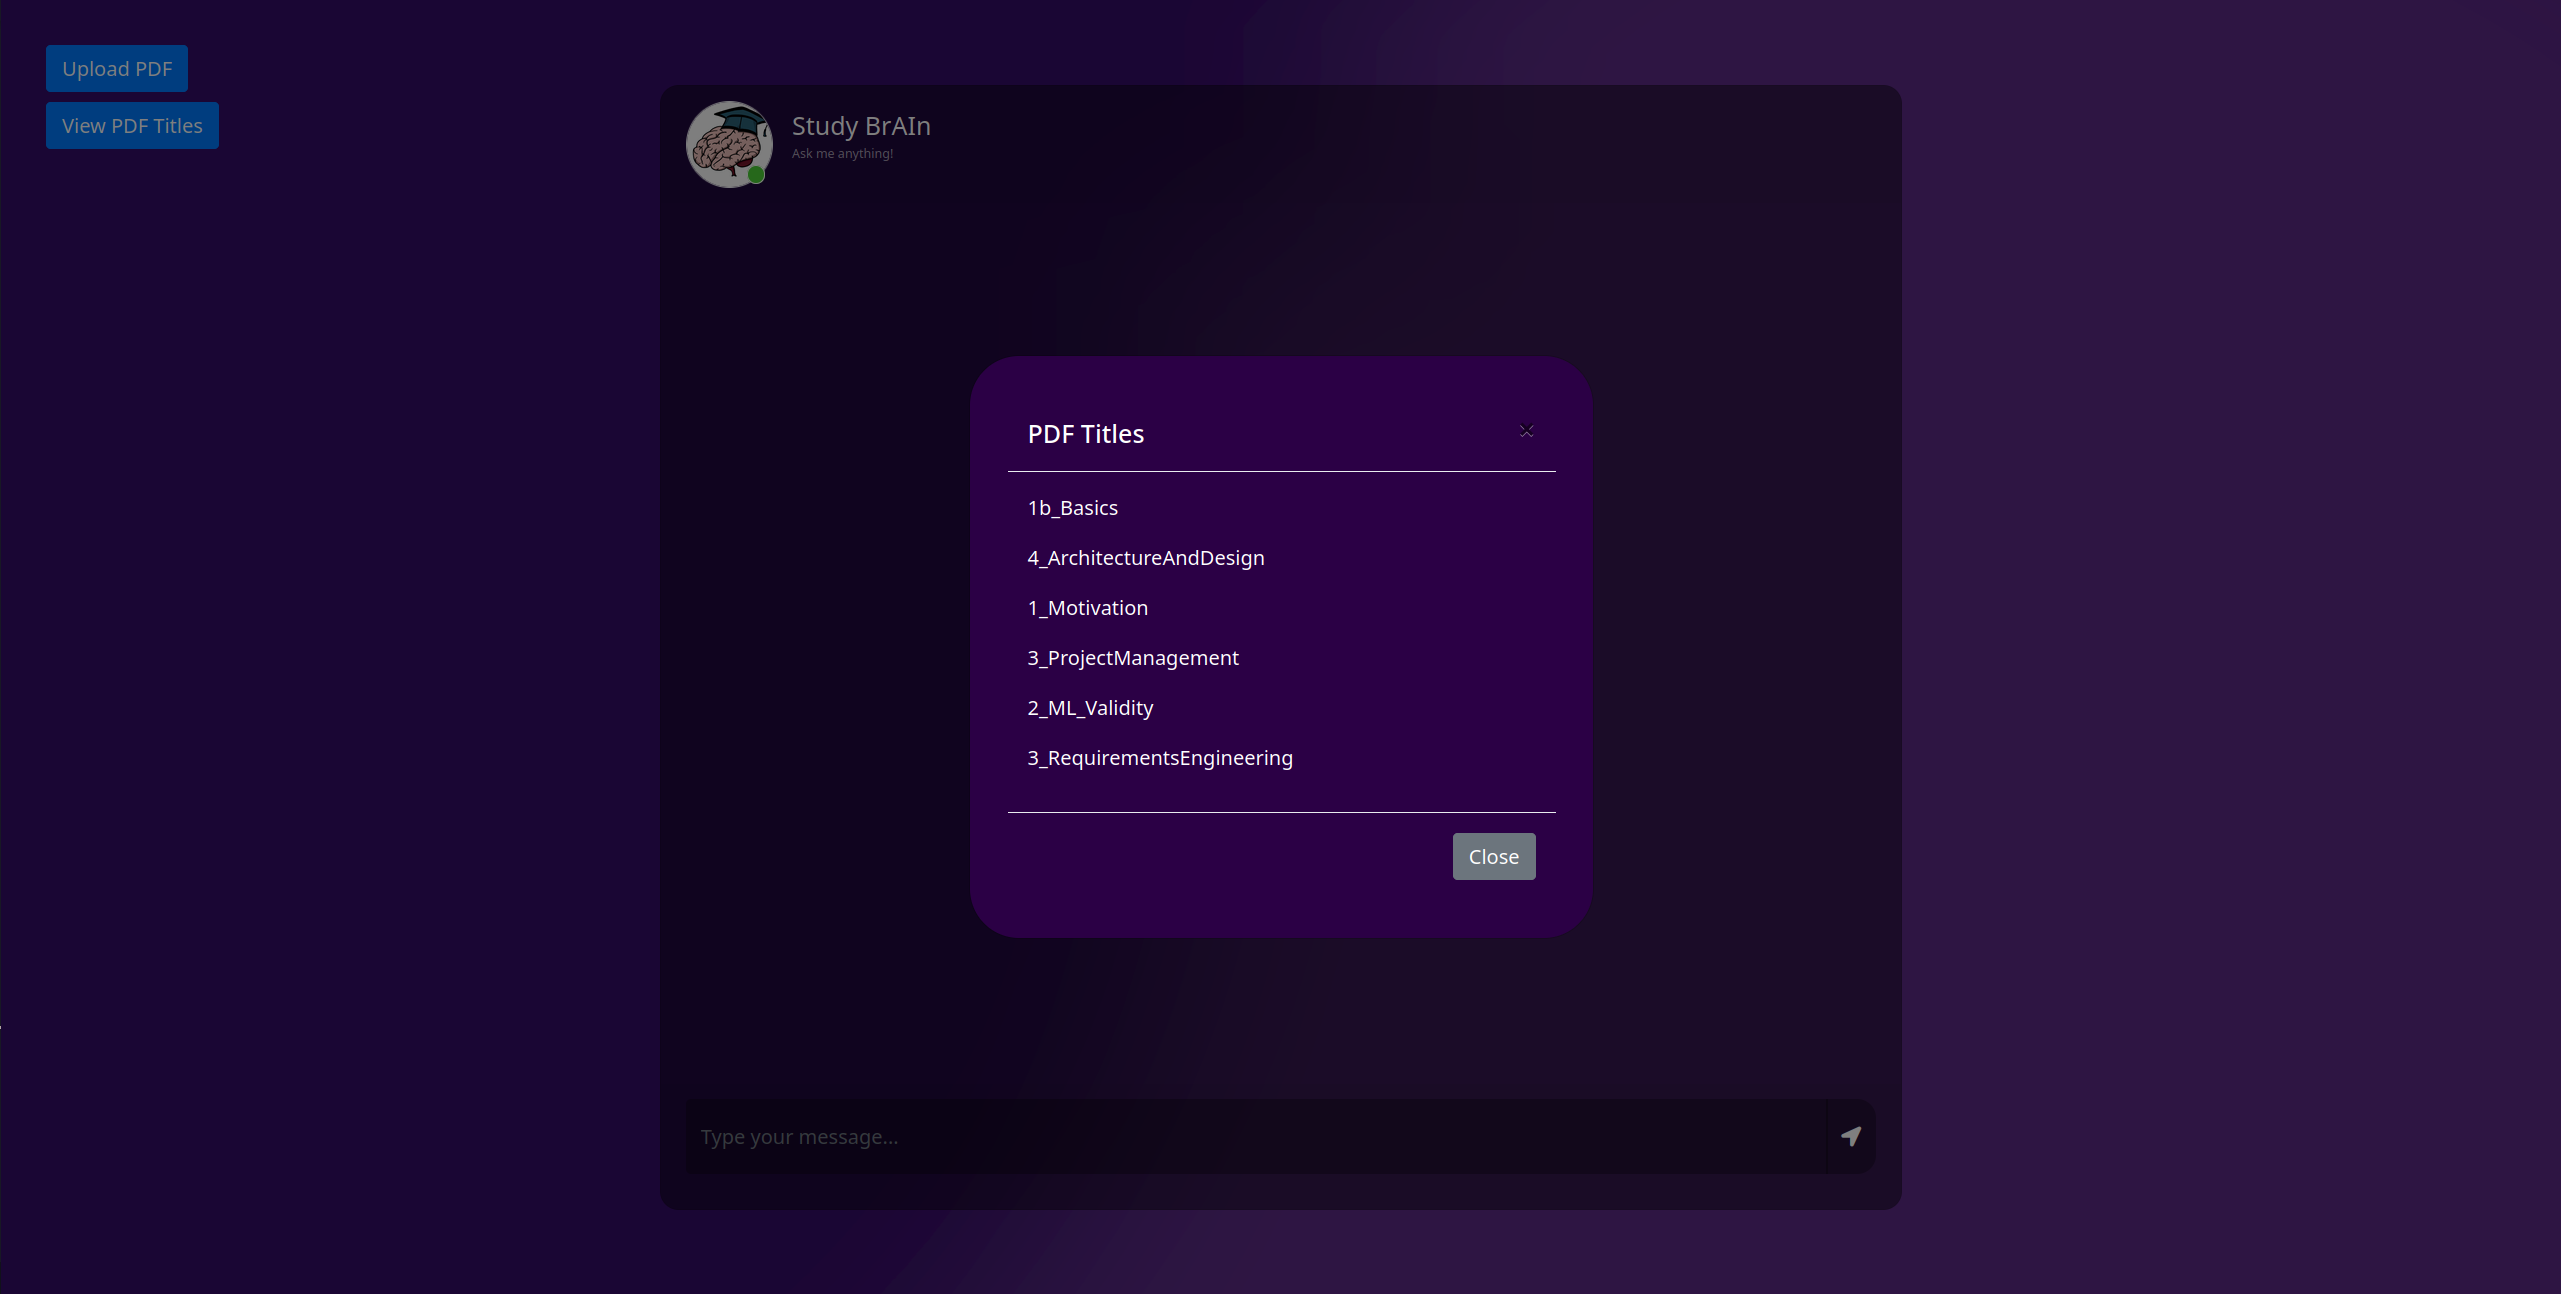 Upload PDF
View PDF Titles
Study BrAIn
Ask me anything!
PDF Titles
×
1b_Basics
4_ArchitectureAndDesign
1_Motivation
3_ProjectManagement
2_ML_Validity
3_RequirementsEngineering
Close
Type your message...